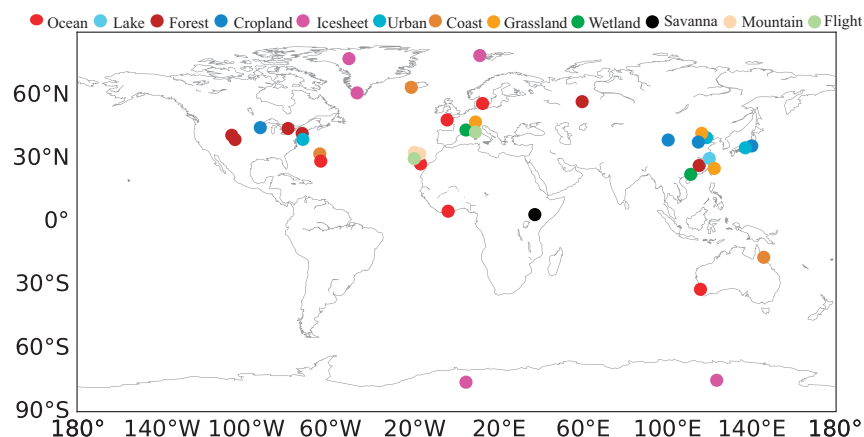 Ocean Lake Forest Cropland Icesheet Urban Coast Grassland Wetland Savanna Mountain Flight
60°N
30°N
0°
30°S
60°S
90°S
180° 140°W 100°W 60°W 20°W 20°E 60°E 100°E 140°E 180°